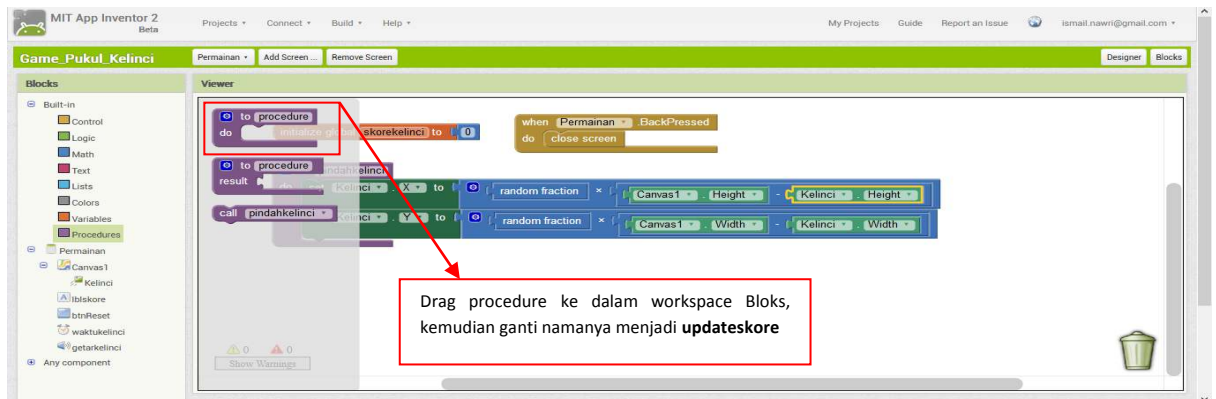 MIT App Inventor 2
Beta
Projects Connect Build Help
My Projects Guide Report an Issue ismail.nawri@gmail.com
Game_Pukul_Kelinci
Permainan Add Screen ... Remove Screen
Designer Blocks
Blocks
Viewer
Built-in
Control
Logic
Math
Text
Lists
Colors
Variables
Procedures
Permainan
Canvas1
Kelinci
lblskore
btnReset
waktukelinci
getarkelinci
Any component
to procedure
do
initialize global skorekelinci to 0
to procedure
result
call pindahkelinci
when Permainan .BackPressed
do close screen
pindahkelinci
do set Kelinci . X to random fraction × Canvas1 . Height - Kelinci . Height
Kelinci . Y to random fraction × Canvas1 . Width - Kelinci . Width
Drag procedure ke dalam workspace Bloks,
kemudian ganti namanya menjadi updateskore
0 0
Show Warnings